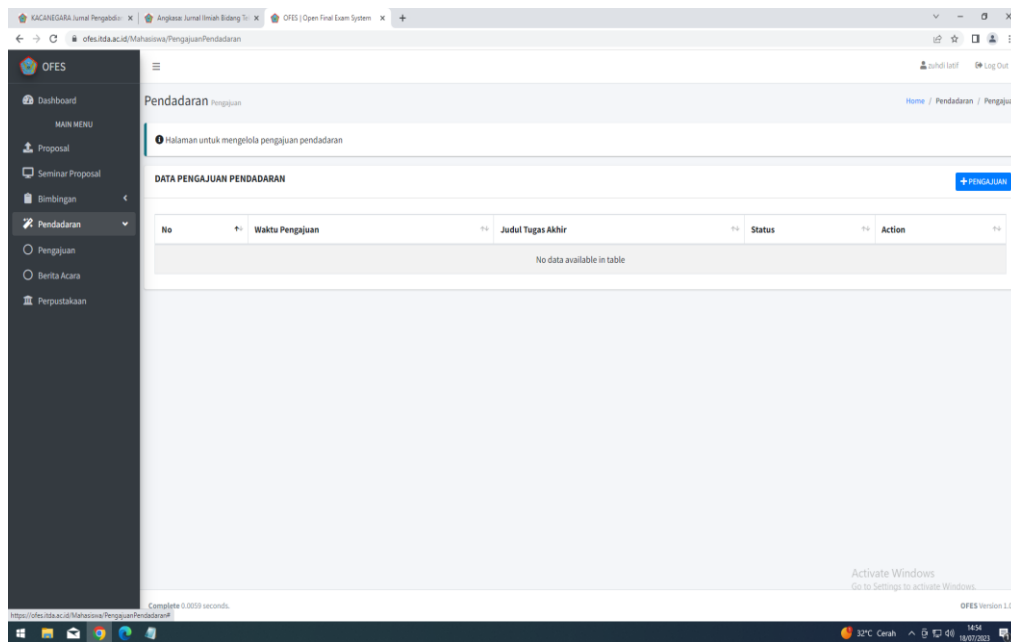 KACANEGARA Jurnal Pengabdia
Angkasa: Jurnal Ilmiah Bidang Te
OFES | Open Final Exam System
ofes.itda.ac.id/Mahasiswa/PengajuanPendadaran
OFES
zuhdi latif
Log Out
Dashboard
Pendadaran Pengajuan
Home / Pendadaran / Pengajua
MAIN MENU
Halaman untuk mengelola pengajuan pendadaran
Proposal
Seminar Proposal
DATA PENGAJUAN PENDADARAN
+ PENGAJUAN
Bimbingan
Pendadaran
No Waktu Pengajuan Judul Tugas Akhir Status Action
Pengajuan
No data available in table
Berita Acara
Perpustakaan
Activate Windows
Go to Settings to activate Windows.
Complete 0.0059 seconds.
OFES Version 1.0
https://ofes.itda.ac.id/Mahasiswa/PengajuanPendadaran#
32°C Cerah
14:54
18/07/2023